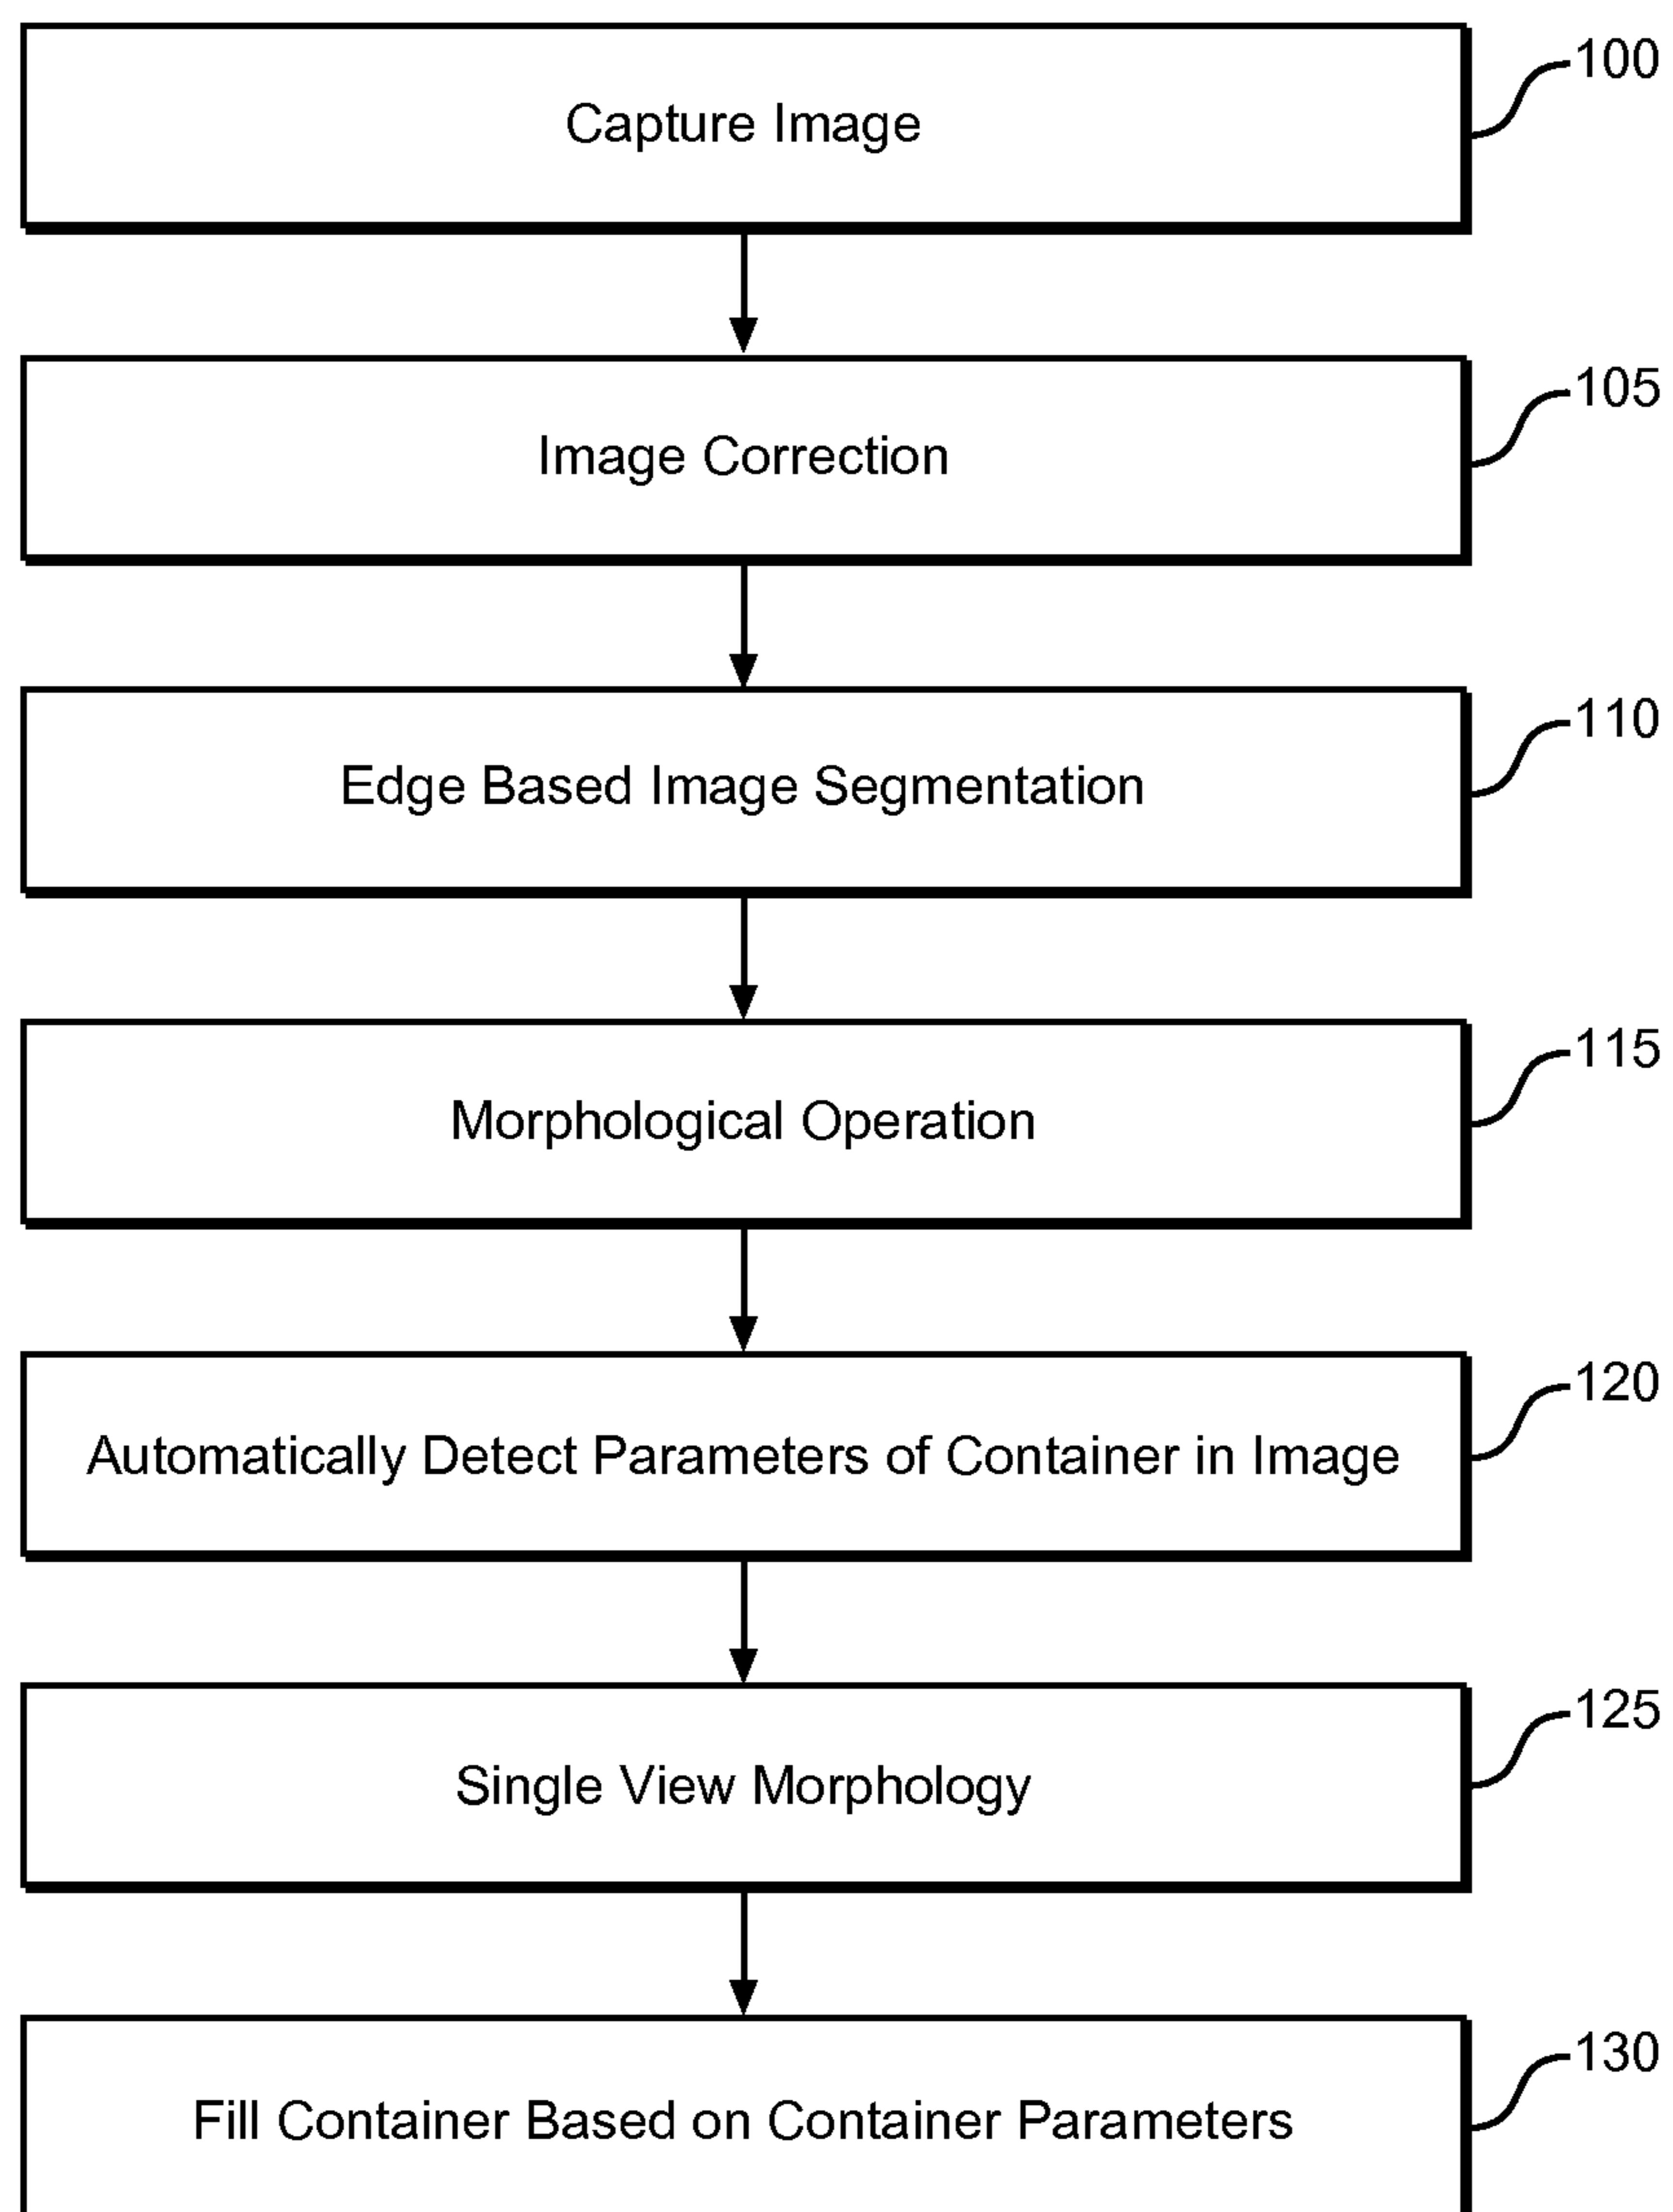 Capture Image
100
Image Correction
105
Edge Based Image Segmentation
110
Morphological Operation
115
Automatically Detect Parameters of Container in Image
120
Single View Morphology
125
Fill Container Based on Container Parameters
130